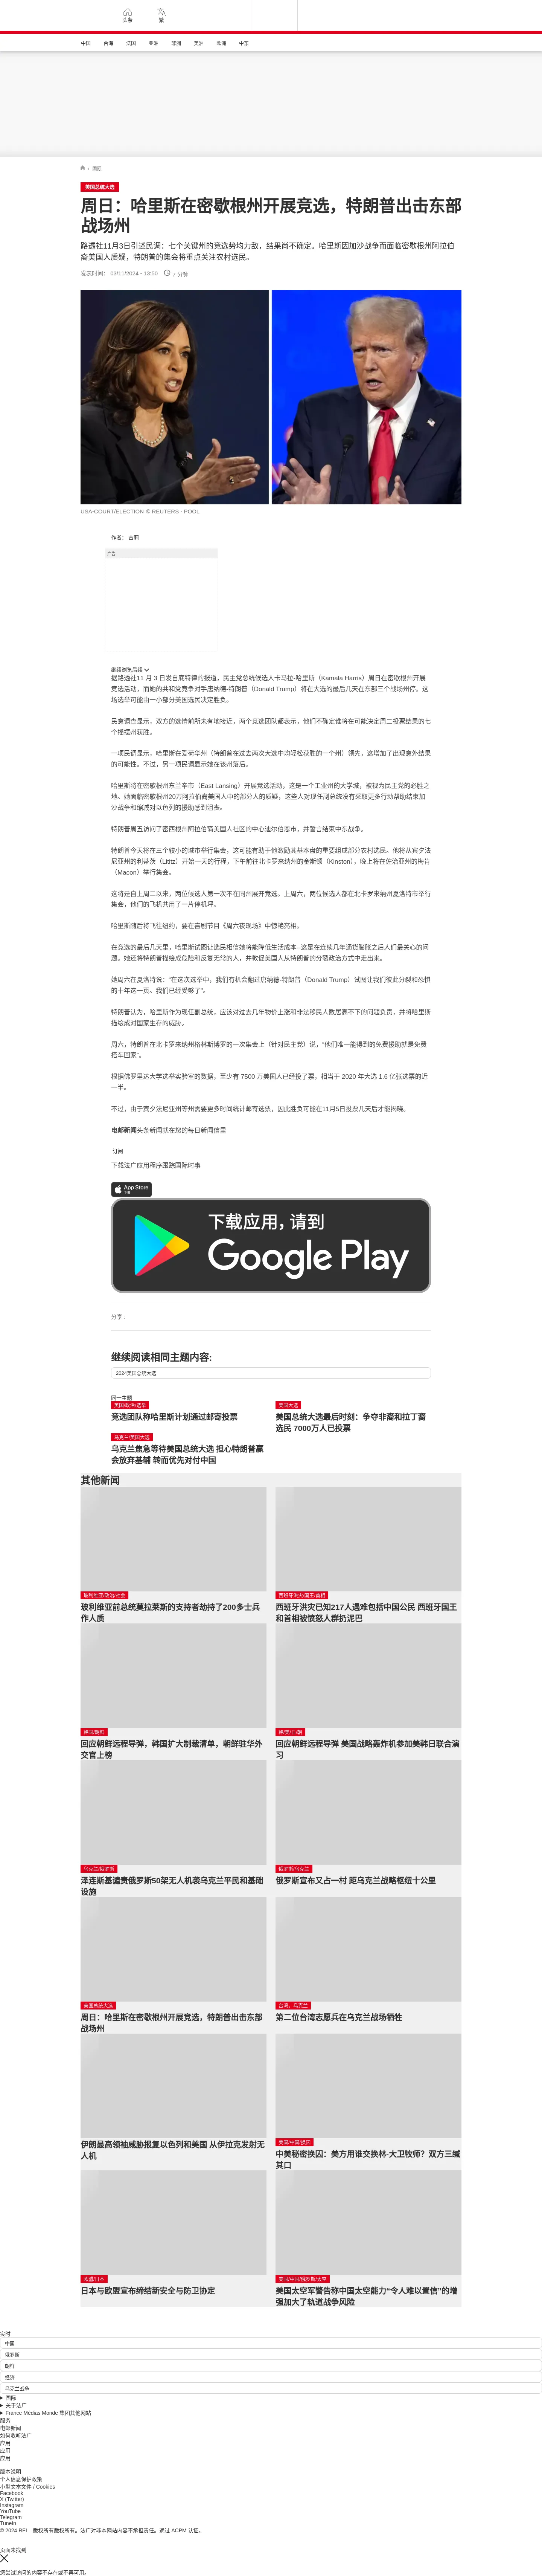 头条
繁
中国
台海
法国
亚洲
非洲
美洲
欧洲
中东
/ 国际
美国总统大选
周日：哈里斯在密歇根州开展竞选，特朗普出击东部
战场州
路透社11月3日引述民调：七个关键州的竞选势均力敌，结果尚不确定。哈里斯因加沙战争而面临密歇根州阿拉伯
裔美国人质疑，特朗普的集会将重点关注农村选民。
发表时间： 03/11/2024 - 13:50
7 分钟
USA-COURT/ELECTION © REUTERS - POOL
作者： 古莉
广告
继续浏览后续
据路透社11 月 3 日发自底特律的报道，民主党总统候选人卡马拉-哈里斯（Kamala Harris）周日在密歇根州开展
竞选活动，而她的共和党竞争对手唐纳德·特朗普（Donald Trump）将在大选的最后几天在东部三个战场州停。这
场选举可能由一小部分美国选民决定胜负。
民意调查显示，双方的选情前所未有地接近，两个竞选团队都表示，他们不确定谁将在可能决定周二投票结果的七
个摇摆州获胜。
一项民调显示，哈里斯在爱荷华州（特朗普在过去两次大选中均轻松获胜的一个州）领先，这增加了出现意外结果
的可能性。不过，另一项民调显示她在该州落后。
哈里斯将在密歇根州东兰辛市（East Lansing）开展竞选活动，这是一个工业州的大学城，被视为民主党的必胜之
地。她面临密歇根州20万阿拉伯裔美国人中的部分人的质疑，这些人对现任副总统没有采取更多行动帮助结束加
沙战争和缩减对以色列的援助感到沮丧。
特朗普周五访问了密西根州阿拉伯裔美国人社区的中心迪尔伯恩市，并誓言结束中东战争。
特朗普今天将在三个较小的城市举行集会，这可能有助于他激励其基本盘的重要组成部分农村选民。他将从宾夕法
尼亚州的利蒂茨（Lititz）开始一天的行程，下午前往北卡罗来纳州的金斯顿（Kinston），晚上将在佐治亚州的梅肯
（Macon）举行集会。
这将是自上周二以来，两位候选人第一次不在同州展开竞选。上周六，两位候选人都在北卡罗来纳州夏洛特市举行
集会，他们的飞机共用了一片停机坪。
哈里斯随后将飞往纽约，要在喜剧节目《周六夜现场》中惊艳亮相。
在竞选的最后几天里，哈里斯试图让选民相信她将能降低生活成本--这是在连续几年通货膨胀之后人们最关心的问
题。她还将特朗普描绘成危险和反复无常的人，并敦促美国人从特朗普的分裂政治方式中走出来。
她周六在夏洛特说：“在这次选举中，我们有机会翻过唐纳德-特朗普（Donald Trump）试图让我们彼此分裂和恐惧
的十年这一页。我们已经受够了”。
特朗普认为，哈里斯作为现任副总统，应该对过去几年物价上涨和非法移民人数居高不下的问题负责，并将哈里斯
描绘成对国家生存的威胁。
周六，特朗普在北卡罗来纳州格林斯博罗的一次集会上（针对民主党）说，“他们唯一能得到的免费援助就是免费
搭车回家”。
根据佛罗里达大学选举实验室的数据，至少有 7500 万美国人已经投了票，相当于 2020 年大选 1.6 亿张选票的近
一半。
不过，由于宾夕法尼亚州等州需要更多时间统计邮寄选票，因此胜负可能在11月5日投票几天后才能揭晓。
电邮新闻头条新闻就在您的每日新闻信里
订阅
下载法广应用程序跟踪国际时事
App Store
下载
下载应用，请到
Google Play
分享 :
继续阅读相同主题内容:
2024美国总统大选
同一主题
美国/政治/选举
竞选团队称哈里斯计划通过邮寄投票
美国大选
美国总统大选最后时刻：争夺非裔和拉丁裔
选民 7000万人已投票
乌克兰/美国大选
乌克兰焦急等待美国总统大选 担心特朗普赢
会放弃基辅 转而优先对付中国
其他新闻
玻利维亚/政治/社会
玻利维亚前总统莫拉莱斯的支持者劫持了200多士兵
作人质
西班牙洪灾/国王/首相
西班牙洪灾已知217人遇难包括中国公民 西班牙国王
和首相被愤怒人群扔泥巴
韩国/朝鲜
回应朝鲜远程导弹，韩国扩大制裁清单，朝鲜驻华外
交官上榜
韩/美/日/朝
回应朝鲜远程导弹 美国战略轰炸机参加美韩日联合演
习
乌克兰/俄罗斯
泽连斯基谴责俄罗斯50架无人机袭乌克兰平民和基础
设施
俄罗斯/乌克兰
俄罗斯宣布又占一村 距乌克兰战略枢纽十公里
美国总统大选
周日：哈里斯在密歇根州开展竞选，特朗普出击东部
战场州
台湾、乌克兰
第二位台湾志愿兵在乌克兰战场牺牲
伊朗最高领袖威胁报复以色列和美国 从伊拉克发射无
人机
美国/中国/换囚
中美秘密换囚：美方用谁交换林-大卫牧师？双方三缄
其口
欧盟/日本
日本与欧盟宣布缔结新安全与防卫协定
美国/中国/俄罗斯/太空
美国太空军警告称中国太空能力“令人难以置信”的增
强加大了轨道战争风险
实时
中国
俄罗斯
朝鲜
经济
乌克兰战争
国际
关于法广
France Médias Monde 集团其他网站
服务
电邮新闻
如何收听法广
应用
应用
应用
版本说明
个人信息保护政策
小型文本文件 / Cookies
Facebook
X (Twitter)
Instagram
YouTube
Telegram
TuneIn
© 2024 RFI – 版权所有版权所有。法广对非本网站内容不承担责任。通过 ACPM 认证。
页面未找到
您尝试访问的内容不存在或不再可用。